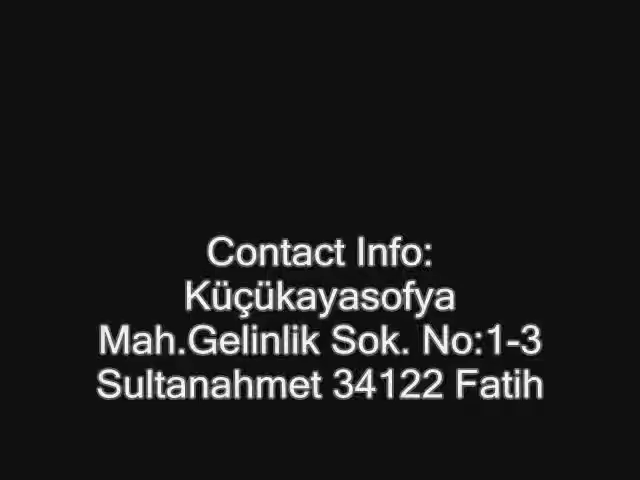 Contact Info:
Küçükayasofya
Mah.Gelinlik Sok. No:1-3
Sultanahmet 34122 Fatih